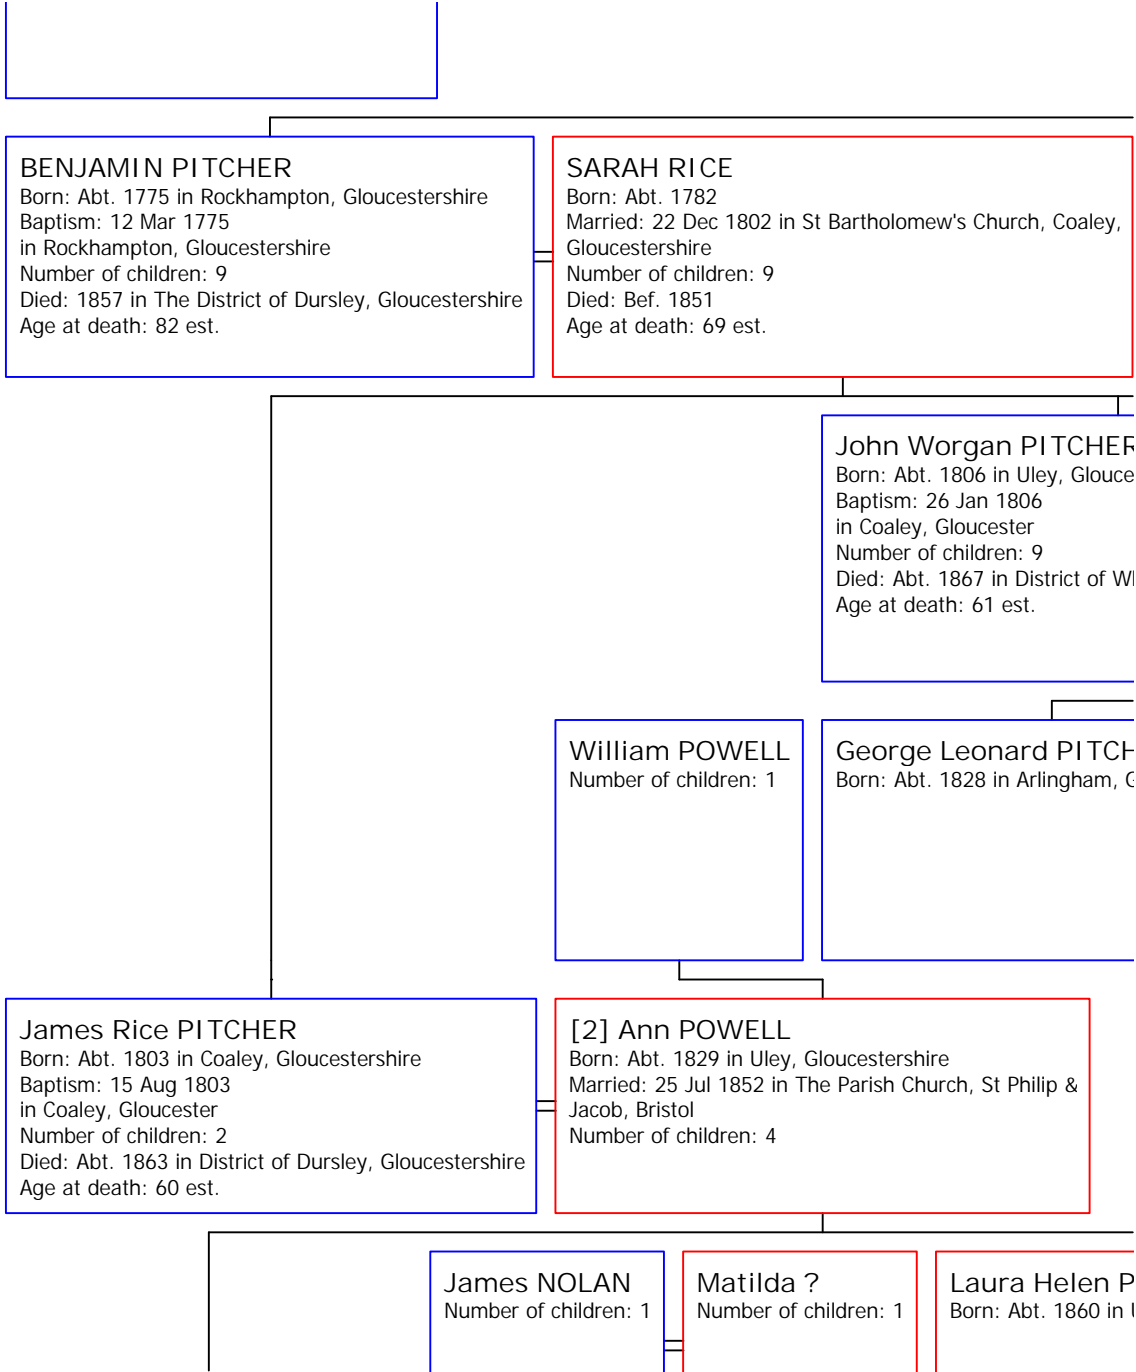 BENJAMIN PITCHER
Born: Abt. 1775 in Rockhampton, Gloucestershire
Baptism: 12 Mar 1775
in Rockhampton, Gloucestershire
Number of children: 9
Died: 1857 in The District of Dursley, Gloucestershire
Age at death: 82 est.
SARAH RICE
Born: Abt. 1782
Married: 22 Dec 1802 in St Bartholomew's Church, Coaley,
Gloucestershire
Number of children: 9
Died: Bef. 1851
Age at death: 69 est.
John Worgan PITCHER
Born: Abt. 1806 in Uley, Glouce
Baptism: 26 Jan 1806
in Coaley, Gloucester
Number of children: 9
Died: Abt. 1867 in District of
Age at death: 61 est.
William POWELL
Number of children: 1
George Leonard PITCH
Born: Abt. 1828 in Arlingham,
James Rice PITCHER
Born: Abt. 1803 in Coaley, Gloucestershire
Baptism: 15 Aug 1803
in Coaley, Gloucester
Number of children: 2
Died: Abt. 1863 in District of Dursley, Gloucestershire
Age at death: 60 est.
[2] Ann POWELL
Born: Abt. 1829 in Uley, Gloucestershire
Married: 25 Jul 1852 in The Parish Church, St Philip &
Jacob, Bristol
Number of children: 4
James NOLAN
Number of children: 1
Matilda ?
Number of children: 1
Laura Helen P
Born: Abt. 1860 in